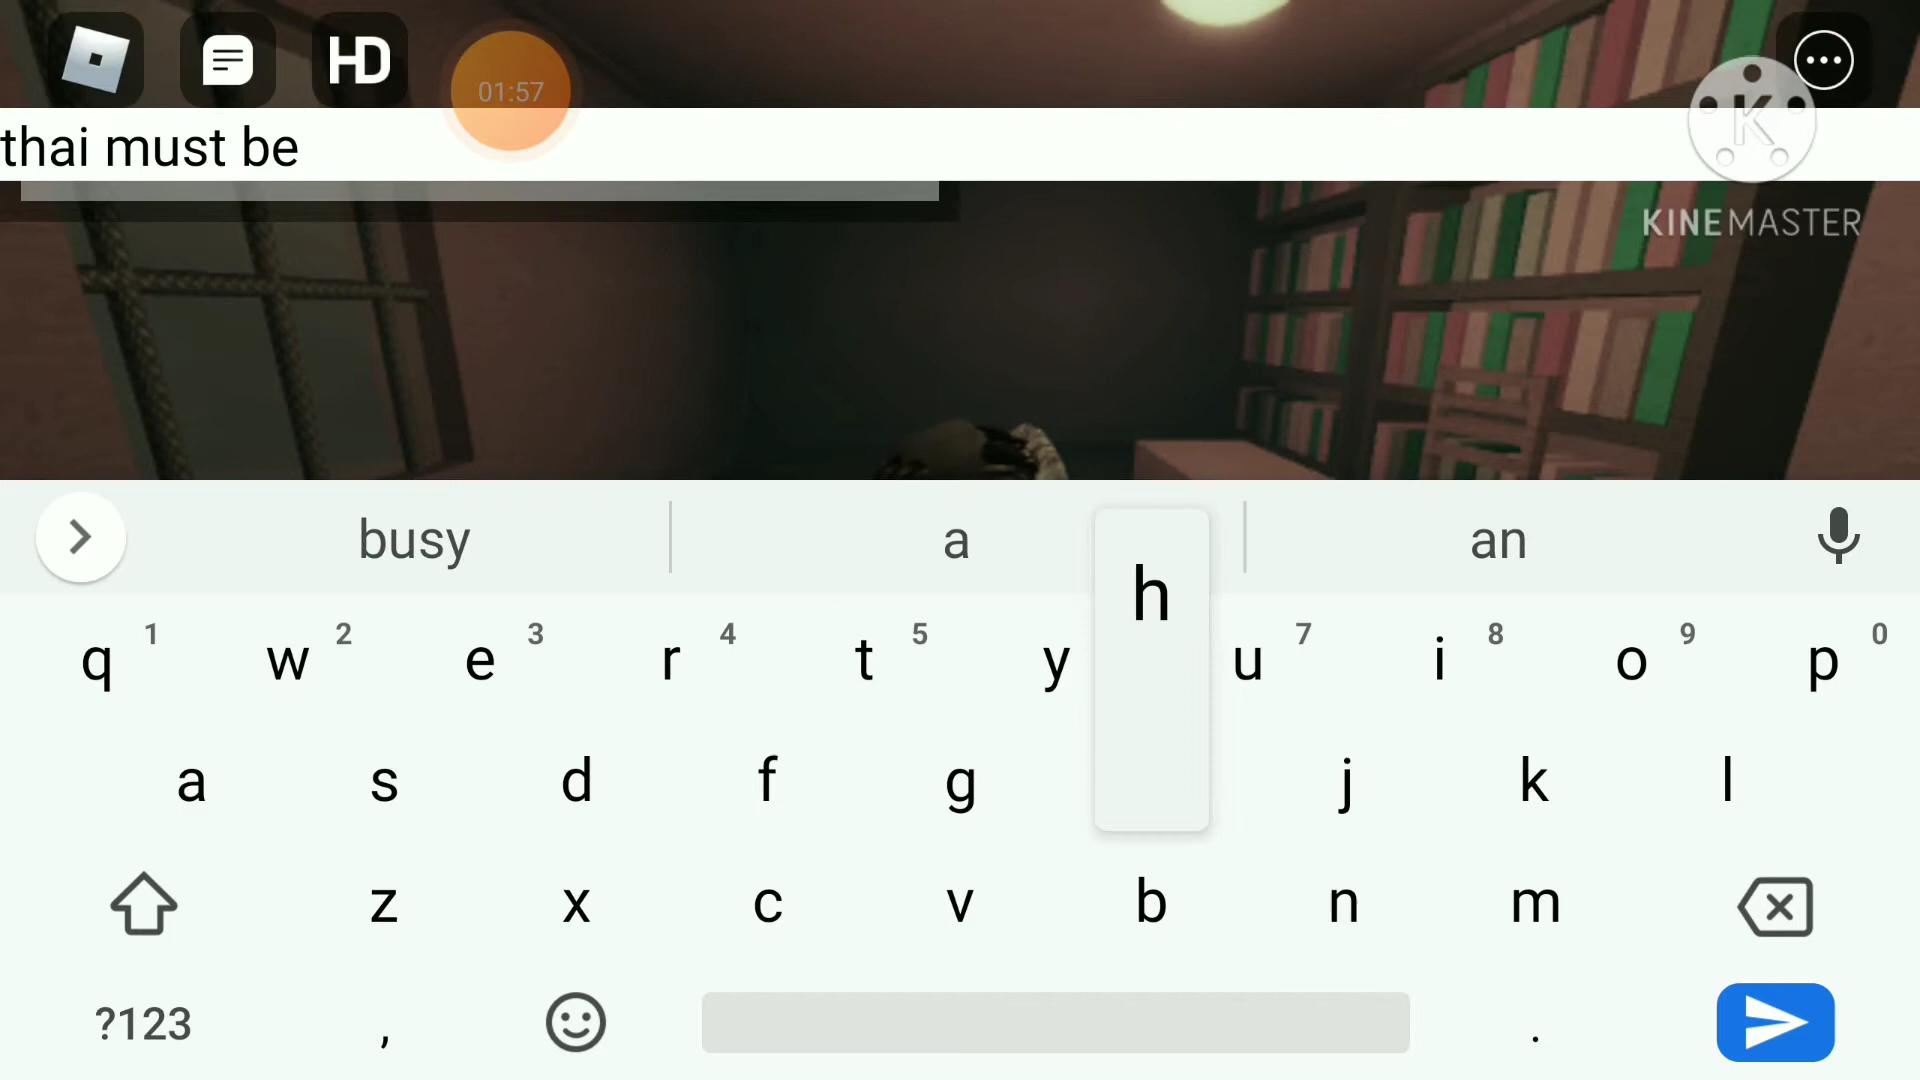 HD
01:57
thai must be
K
KINEMASTER
busy a an
h
q 1 w 2 e 3 r 4 t 5 y u 7 i 8 o 9 p 0
a s d f g j k l
z x c v b n m
?123 , .